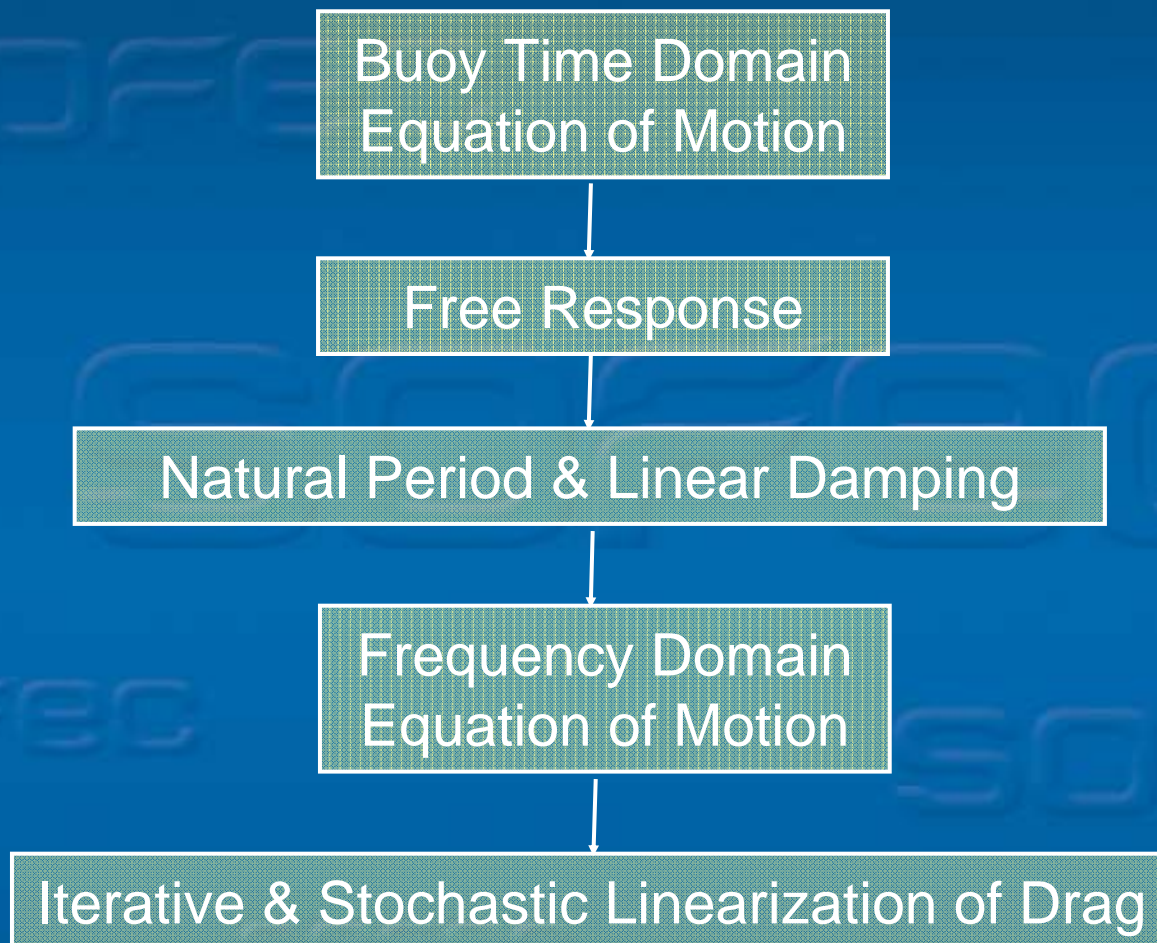 Buoy Time Domain
Equation of Motion
Free Response
Natural Period & Linear Damping
Frequency Domain
Equation of Motion
Iterative & Stochastic Linearization of Drag